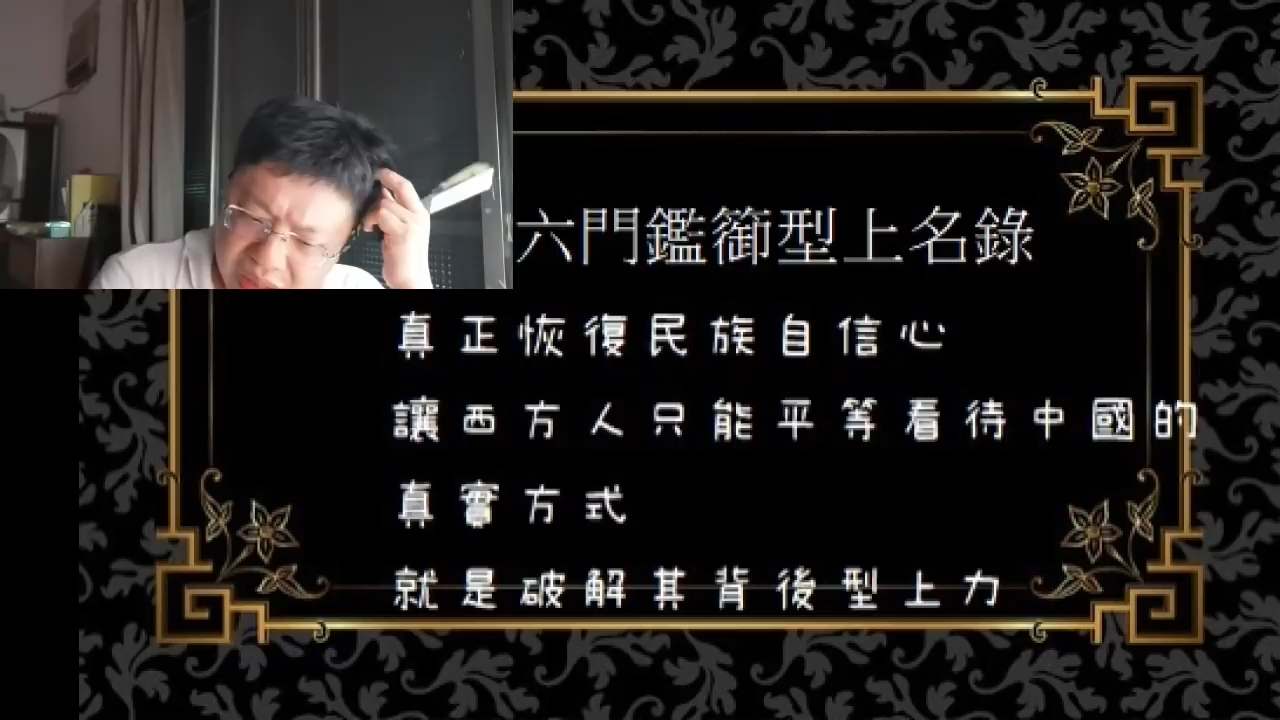 六門鑑籞型上名錄
真正恢復民族自信心
讓西方人只能平等看待中國的
真實方式
就是破解其背後型上力